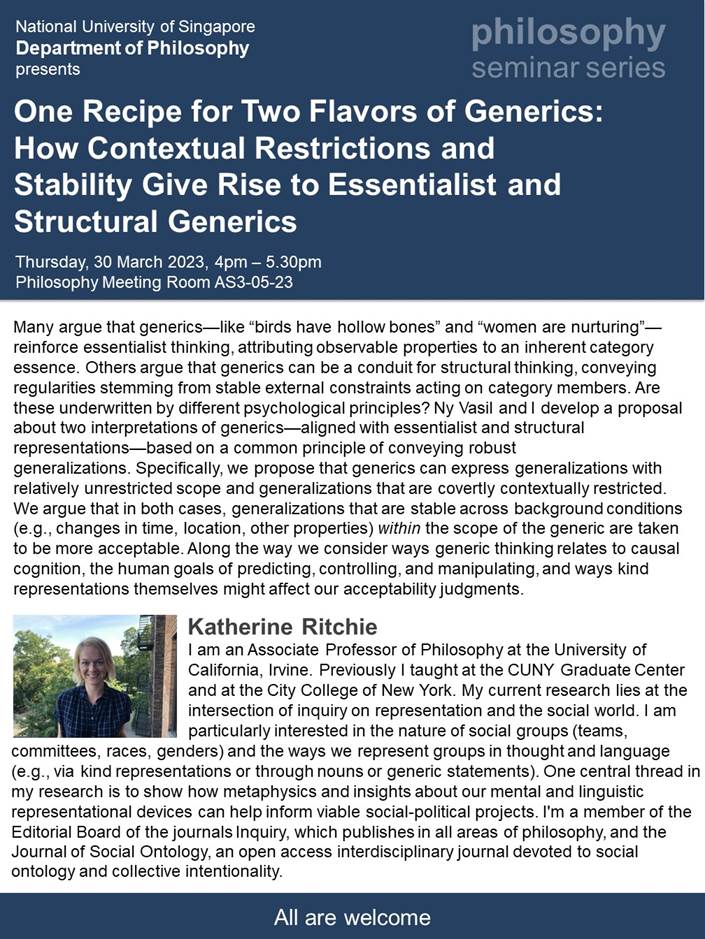 National University of Singapore
Department of Philosophy
presents
philosophy
seminar series
One Recipe for Two Flavors of Generics:
How Contextual Restrictions and
Stability Give Rise to Essentialist and
Structural Generics
Thursday, 30 March 2023, 4pm – 5.30pm
Philosophy Meeting Room AS3-05-23
Many argue that generics—like “birds have hollow bones” and “women are nurturing”—
reinforce essentialist thinking, attributing observable properties to an inherent category
essence. Others argue that generics can be a conduit for structural thinking, conveying
regularities stemming from stable external constraints acting on category members. Are
these underwritten by different psychological principles? Ny Vasil and I develop a proposal
about two interpretations of generics—aligned with essentialist and structural
representations—based on a common principle of conveying robust
generalizations. Specifically, we propose that generics can express generalizations with
relatively unrestricted scope and generalizations that are covertly contextually restricted.
We argue that in both cases, generalizations that are stable across background conditions
(e.g., changes in time, location, other properties) within the scope of the generic are taken
to be more acceptable. Along the way we consider ways generic thinking relates to causal
cognition, the human goals of predicting, controlling, and manipulating, and ways kind
representations themselves might affect our acceptability judgments.
Katherine Ritchie
I am an Associate Professor of Philosophy at the University of
California, Irvine. Previously I taught at the CUNY Graduate Center
and at the City College of New York. My current research lies at the
intersection of inquiry on representation and the social world. I am
particularly interested in the nature of social groups (teams,
committees, races, genders) and the ways we represent groups in thought and language
(e.g., via kind representations or through nouns or generic statements). One central thread in
my research is to show how metaphysics and insights about our mental and linguistic
representational devices can help inform viable social-political projects. I'm a member of the
Editorial Board of the journals Inquiry, which publishes in all areas of philosophy, and the
Journal of Social Ontology, an open access interdisciplinary journal devoted to social
ontology and collective intentionality.
All are welcome